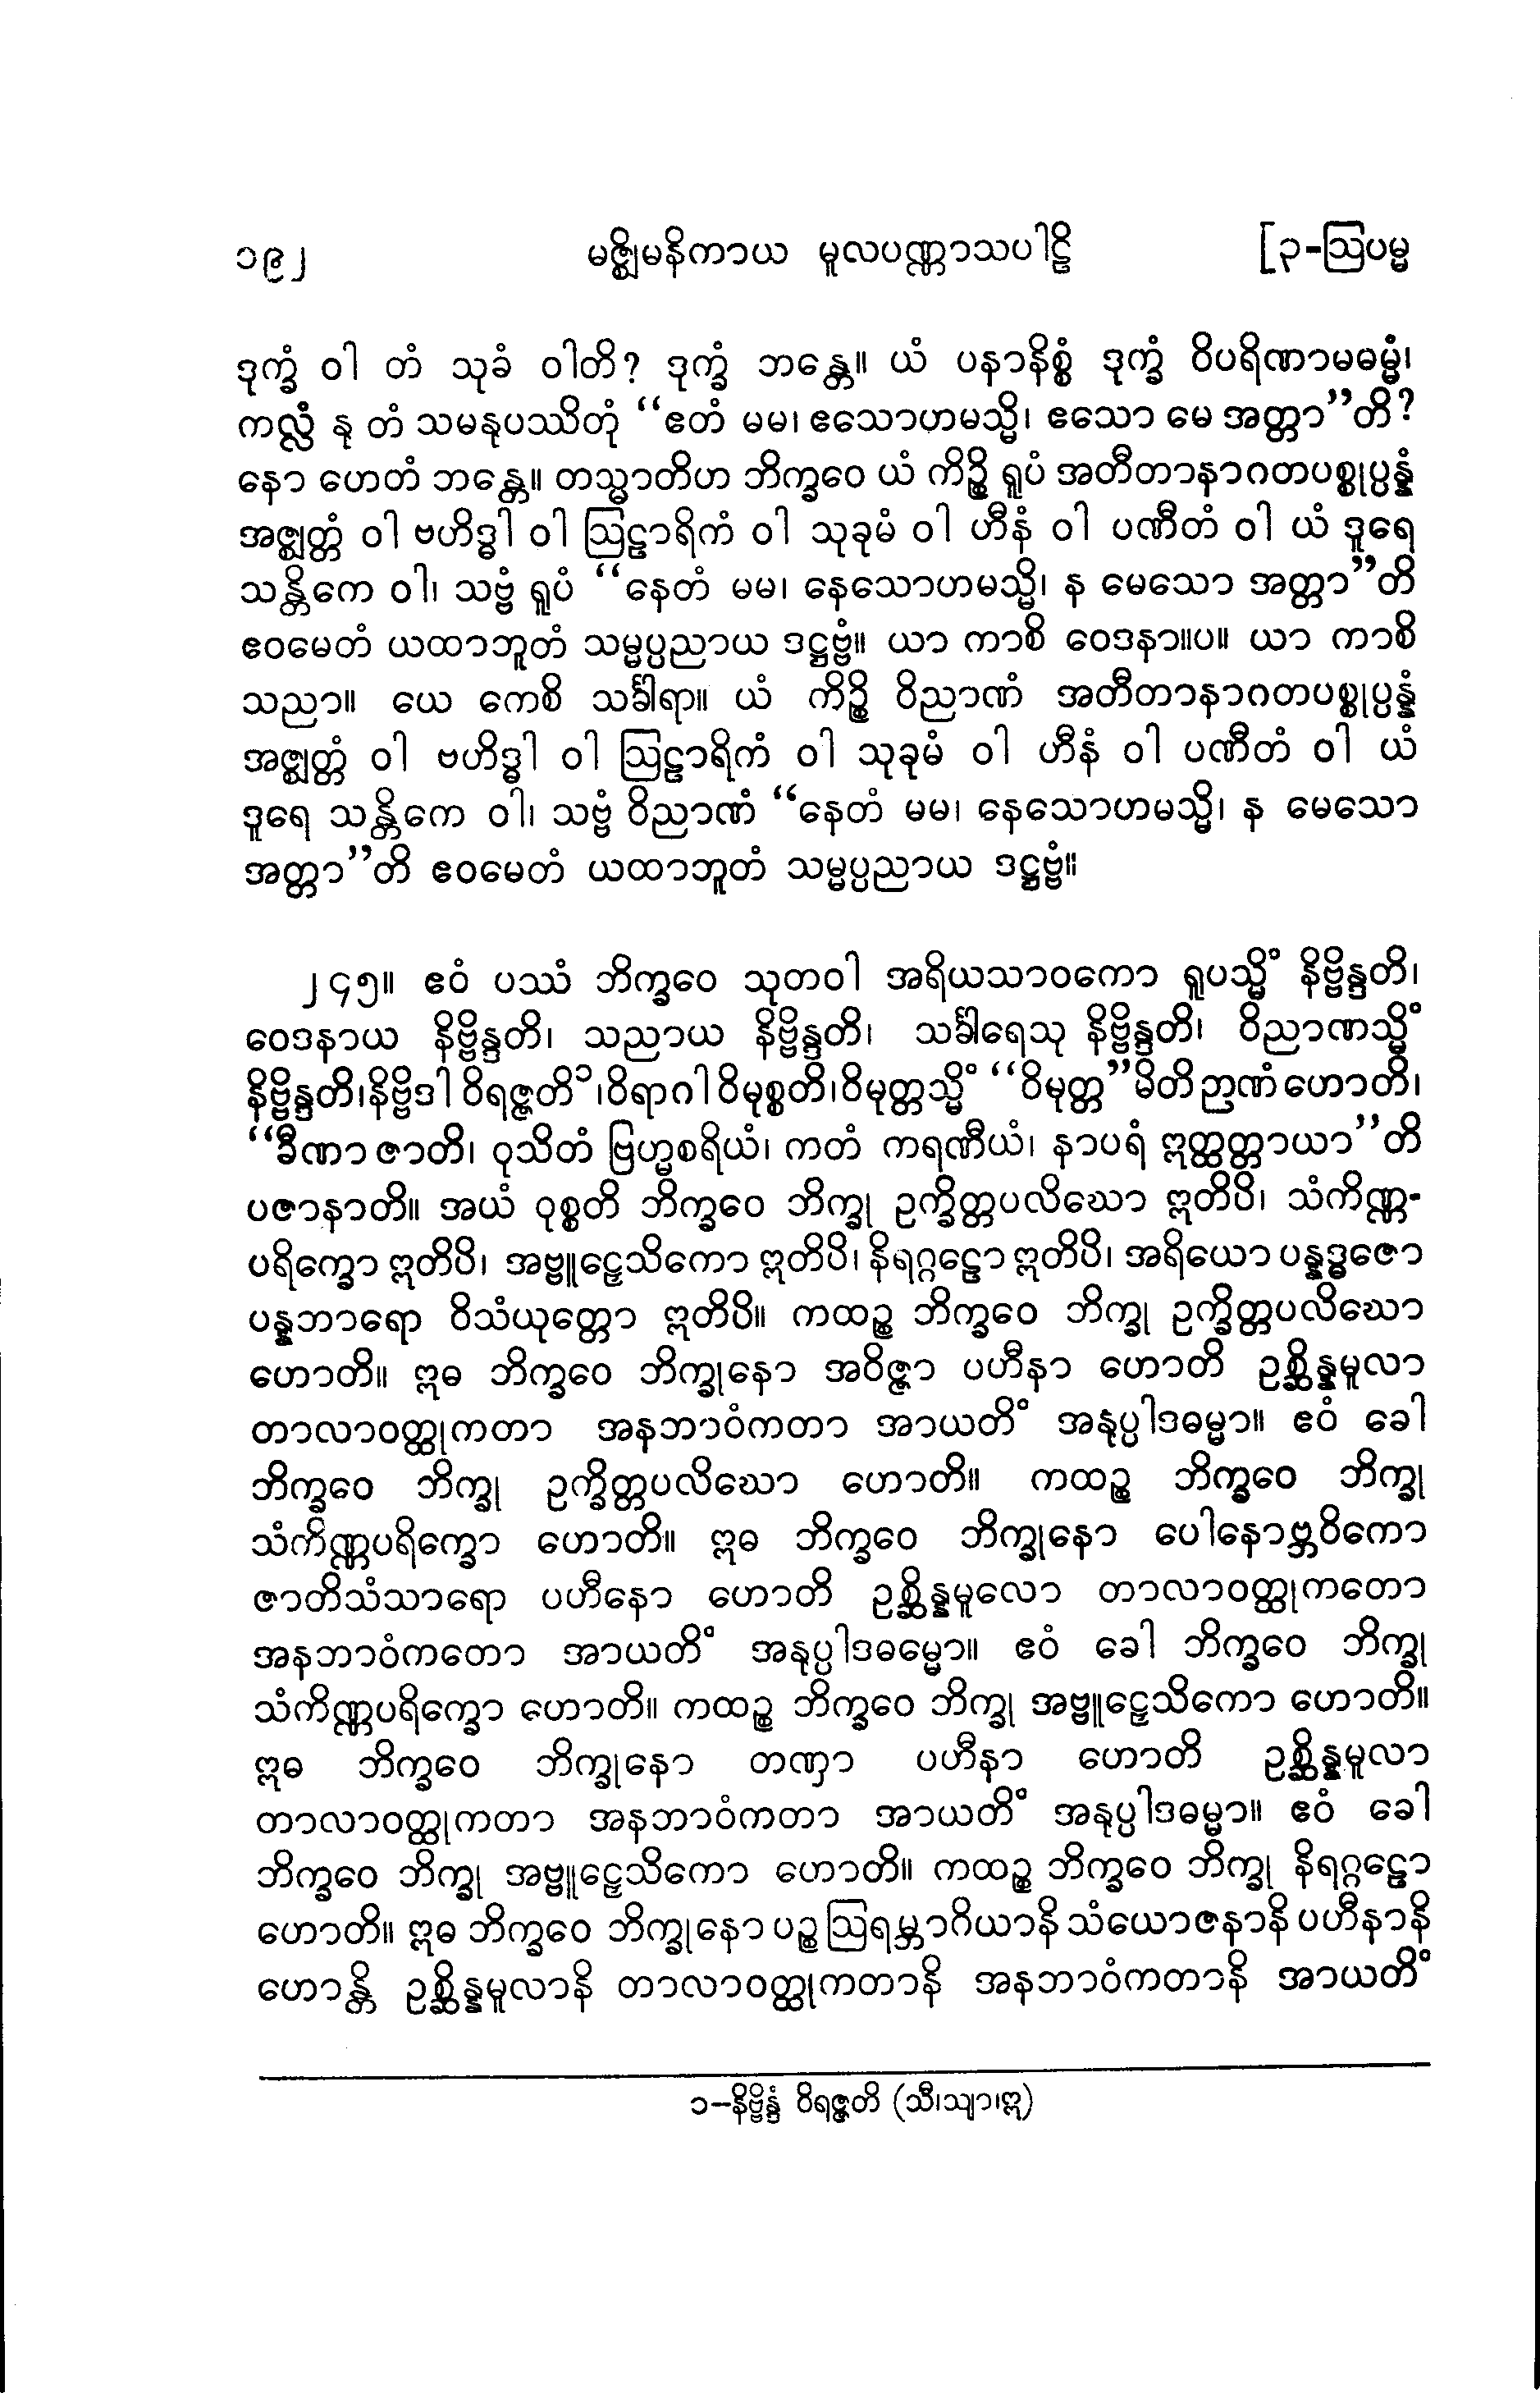 ၁၉၂ မဇ္ဈိမနိကာယ မူလပဏ္ဏာသပါဠိ [၃-ဩပမ္မ
ဒုက္ခံ ဝါ တံ သုခံ ဝါတိ? ဒုက္ခံ ဘန္တေ။ ယံ ပနာနိစ္စံ ဒုက္ခံ ဝိပရိဏာမဓမ္မံ၊
ကလ္လံ နု တံ သမနုပဿိတုံ “ဧတံ မမ၊ ဧသောဟမသ္မိ၊ ဧသော မေ အတ္တာ”တိ?
နော ဟေတံ ဘန္တေ။ တသ္မာတိဟ ဘိက္ခဝေ ယံ ကိဉ္စိ ရူပံ အတီတာနာဂတပစ္စုပ္ပန္နံ
အဇ္ဈတ္တံ ဝါ ဗဟိဒ္ဓါ ဝါ ဩဠာရိကံ ဝါ သုခုမံ ဝါ ဟီနံ ဝါ ပဏီတံ ဝါ ယံ ဒူရေ
သန္တိကေ ဝါ၊ သဗ္ဗံ ရူပံ “နေတံ မမ၊ နေသောဟမသ္မိ၊ န မေသော အတ္တာ”တိ
ဧဝမေတံ ယထာဘူတံ သမ္မပ္ပညာယ ဒဋ္ဌဗ္ဗံ။ ယာ ကာစိ ဝေဒနာ။ပ။ ယာ ကာစိ
သညာ။ ယေ ကေစိ သင်္ခါရာ။ ယံ ကိဉ္စိ ဝိညာဏံ အတီတာနာဂတပစ္စုပ္ပန္နံ
အဇ္ဈတ္တံ ဝါ ဗဟိဒ္ဓါ ဝါ ဩဠာရိကံ ဝါ သုခုမံ ဝါ ဟီနံ ဝါ ပဏီတံ ဝါ ယံ
ဒူရေ သန္တိကေ ဝါ၊ သဗ္ဗံ ဝိညာဏံ “နေတံ မမ၊ နေသောဟမသ္မိ၊ န မေသော
အတ္တာ”တိ ဧဝမေတံ ယထာဘူတံ သမ္မပ္ပညာယ ဒဋ္ဌဗ္ဗံ။
၂၄၅။ ဧဝံ ပဿံ ဘိက္ခဝေ သုတဝါ အရိယသာဝကော ရူပသ္မိံ နိဗ္ဗိန္ဒတိ၊
ဝေဒနာယ နိဗ္ဗိန္ဒတိ၊ သညာယ နိဗ္ဗိန္ဒတိ၊ သင်္ခါရေသု နိဗ္ဗိန္ဒတိ၊ ဝိညာဏသ္မိံ
နိဗ္ဗိန္ဒတိ၊နိဗ္ဗိဒါ ဝိရဇ္ဇတိ၁၊ဝိရာဂါ ဝိမုစ္စတိ၊ဝိမုတ္တသ္မိံ “ဝိမုတ္တ”မိတိ ဉာဏံ ဟောတိ၊
“ခီဏာ ဇာတိ၊ ဝုသိတံ ဗြဟ္မစရိယံ၊ ကတံ ကရဏီယံ၊ နာပရံ ဣတ္ထတ္တာယာ”တိ
ပဇာနာတိ။ အယံ ဝုစ္စတိ ဘိက္ခဝေ ဘိက္ခု ဥက္ခိတ္တပလိဃော ဣတိပိ၊ သံကိဏ္ဏ-
ပရိက္ခော ဣတိပိ၊ အဗ္ဗူဠှေသိကော ဣတိပိ၊ နိရဂ္ဂဠော ဣတိပိ၊ အရိယော ပန္နဒ္ဓဇော
ပန္နဘာရော ဝိသံယုတ္တော ဣတိပိ။ ကထဉ္စ ဘိက္ခဝေ ဘိက္ခု ဥက္ခိတ္တပလိဃော
ဟောတိ။ ဣဓ ဘိက္ခဝေ ဘိက္ခုနော အဝိဇ္ဇာ ပဟီနာ ဟောတိ ဥစ္ဆိန္နမူလာ
တာလာဝတ္ထုကတာ အနဘာဝံကတာ အာယတိံ အနုပ္ပါဒဓမ္မာ။ ဧဝံ ခေါ
ဘိက္ခဝေ ဘိက္ခု ဥက္ခိတ္တပလိဃော ဟောတိ။ ကထဉ္စ ဘိက္ခဝေ ဘိက္ခု
သံကိဏ္ဏပရိက္ခော ဟောတိ။ ဣဓ ဘိက္ခဝေ ဘိက္ခုနော ပေါနောဗ္ဘဝိကော
ဇာတိသံသာရော ပဟီနော ဟောတိ ဥစ္ဆိန္နမူလော တာလာဝတ္ထုကတော
အနဘာဝံကတော အာယတိံ အနုပ္ပါဒဓမ္မော။ ဧဝံ ခေါ ဘိက္ခဝေ ဘိက္ခု
သံကိဏ္ဏပရိက္ခော ဟောတိ။ ကထဉ္စ ဘိက္ခဝေ ဘိက္ခု အဗ္ဗူဠှေသိကော ဟောတိ။
ဣဓ ဘိက္ခဝေ ဘိက္ခုနော တဏှာ ပဟီနာ ဟောတိ ဥစ္ဆိန္နမူလာ
တာလာဝတ္ထုကတာ အနဘာဝံကတာ အာယတိံ အနုပ္ပါဒဓမ္မာ။ ဧဝံ ခေါ
ဘိက္ခဝေ ဘိက္ခု အဗ္ဗူဠှေသိကော ဟောတိ။ ကထဉ္စ ဘိက္ခဝေ ဘိက္ခု နိရဂ္ဂဠော
ဟောတိ။ ဣဓ ဘိက္ခဝေ ဘိက္ခုနော ပဉ္စ ဩရမ္ဘာဂိယာနိ သံယောဇနာနိ ပဟီနာနိ
ဟောန္တိ ဥစ္ဆိန္နမူလာနိ တာလာဝတ္ထုကတာနိ အနဘာဝံကတာနိ အာယတိံ
၁–နိဗ္ဗိန္ဒံ ဝိရဇ္ဇတိ (သီ၊သျာ၊ဣ)